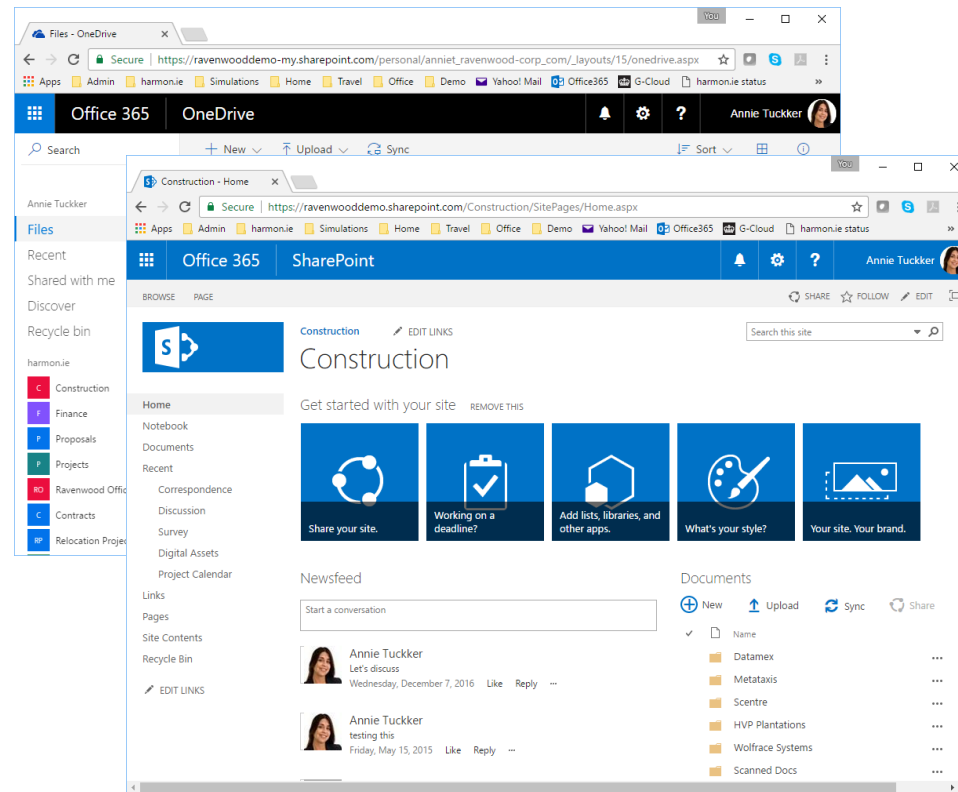 You
Files - OneDrive
Secure https://ravenwooddemo-my.sharepoint.com/personal/anniet_ravenwood-corp_com/_layouts/15/onedrive.aspx
Apps Admin harmon.ie Simulations Home Travel Office Demo Yahoo! Mail Office365 G-Cloud harmon.ie status »
Office 365 OneDrive ? Annie Tuckker
Search + New Upload Sync Sort
Annie Tuckker
Files
Recent
Shared with me
Discover
Recycle bin
harmon.ie
C Construction
F Finance
P Proposals
P Projects
RO Ravenwood Offic
C Contracts
RP Relocation Projec
You
Construction - Home
Secure https://ravenwooddemo.sharepoint.com/Construction/SitePages/Home.aspx
Apps Admin harmon.ie Simulations Home Travel Office Demo Yahoo! Mail Office365 G-Cloud harmon.ie status »
Office 365 SharePoint ? Annie Tuckker
BROWSE PAGE SHARE FOLLOW EDIT
S
Construction EDIT LINKS
Search this site
Construction
Home
Notebook
Documents
Recent
Correspondence
Discussion
Survey
Digital Assets
Project Calendar
Links
Pages
Site Contents
Recycle Bin
EDIT LINKS
Get started with your site REMOVE THIS
Share your site.
Working on a
deadline?
Add lists, libraries, and
other apps.
What's your style?
Your site. Your brand.
Newsfeed
Start a conversation
Annie Tuckker
Let's discuss
Wednesday, December 7, 2016 Like Reply ...
Annie Tuckker
testing this
Friday, May 15, 2015 Like Reply ...
Documents
New Upload Sync Share
Name
Datamex ...
Metataxis ...
Scentre ...
HVP Plantations ...
Wolfrace Systems ...
Scanned Docs ...